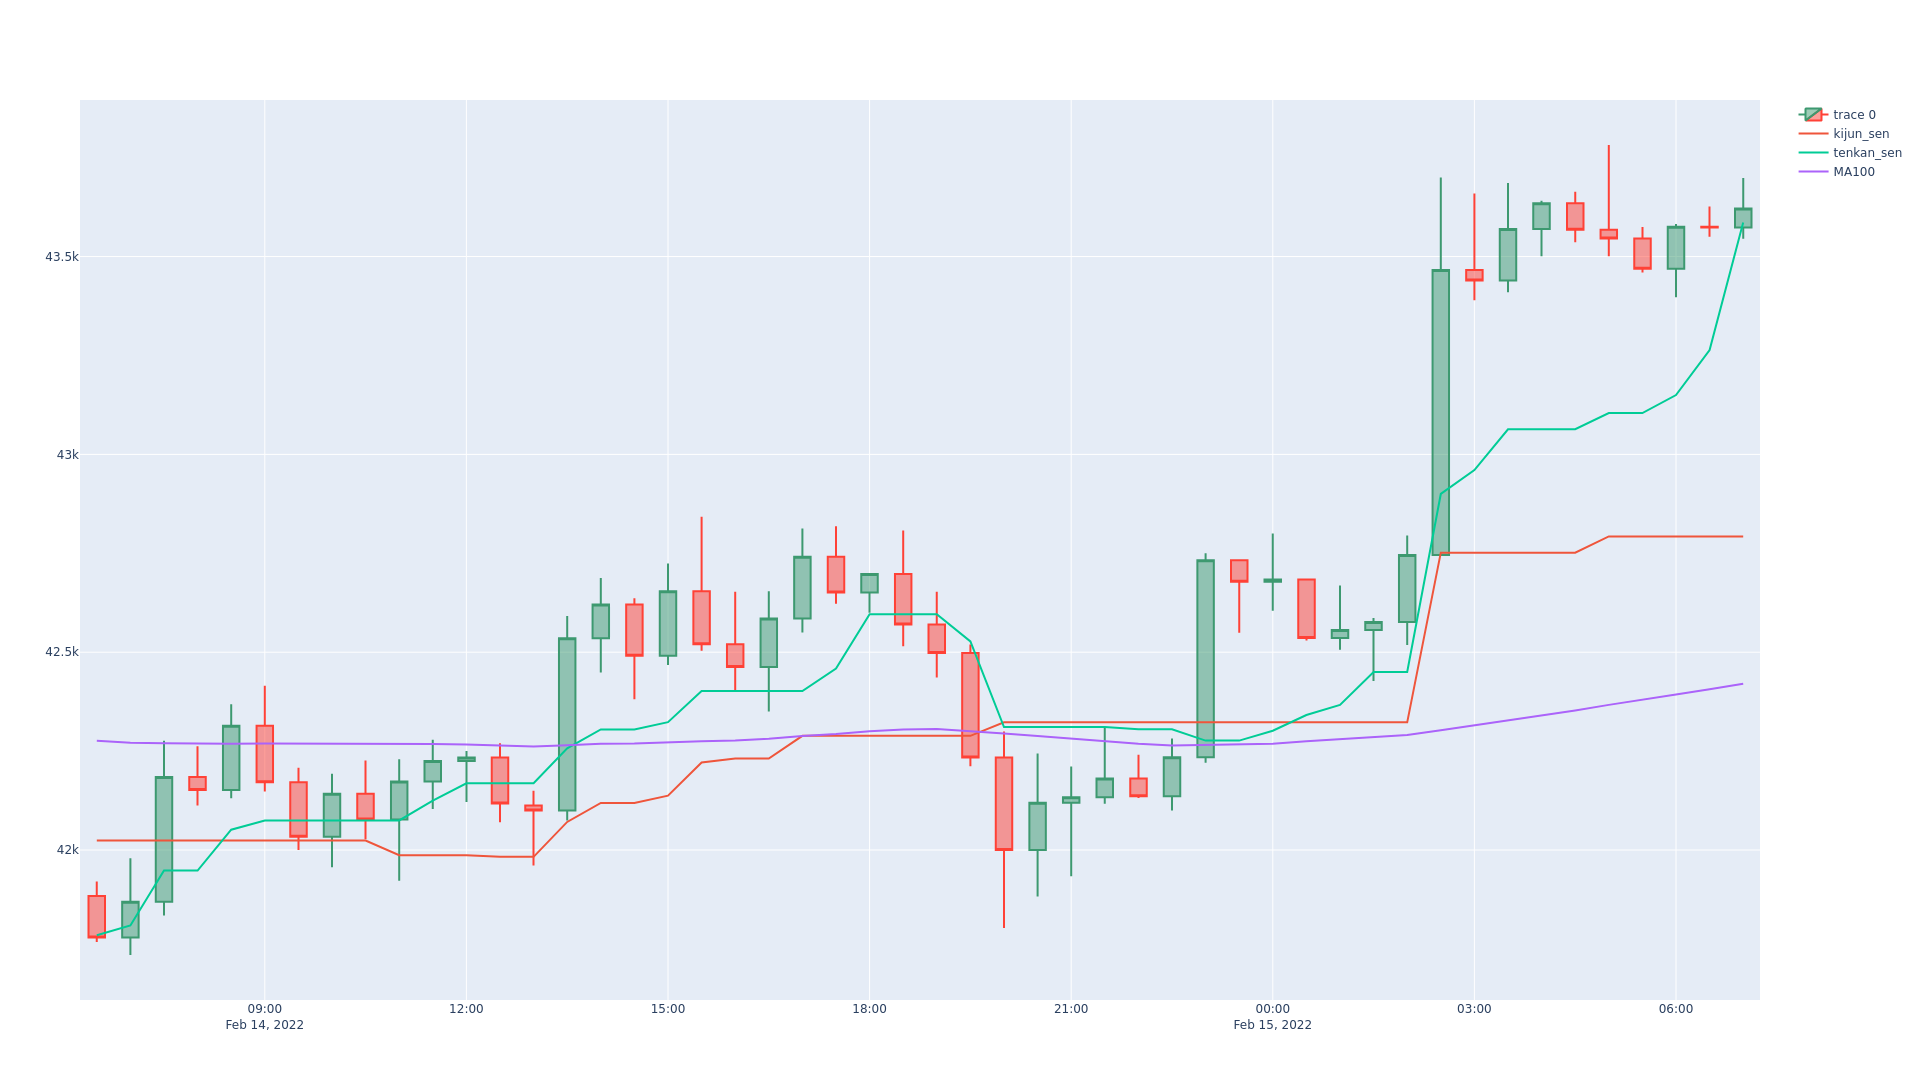 trace 0
kijun_sen
tenkan_sen
MA100
43.5k
43k
42.5k
42k
09:00 12:00 15:00 18:00 21:00 00:00 03:00 06:00
Feb 14, 2022 Feb 15, 2022